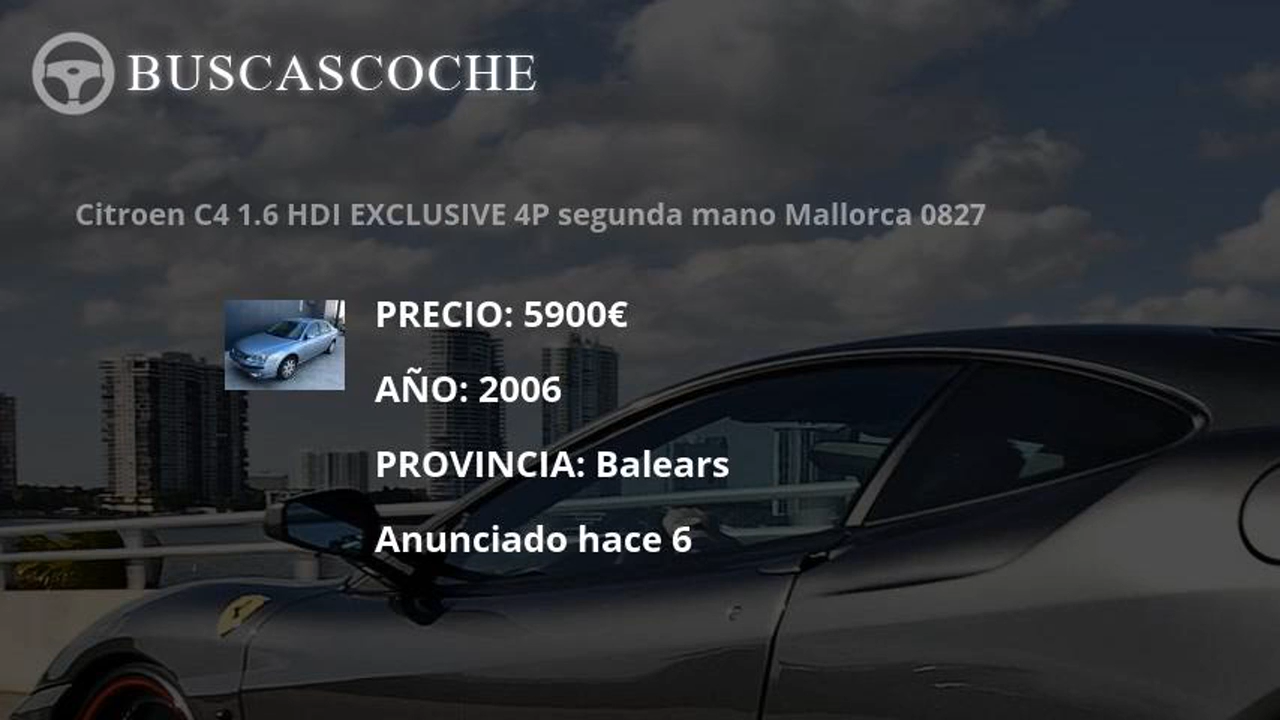 BUSCASCOCHE
Citroen C4 1.6 HDI EXCLUSIVE 4P segunda mano Mallorca 0827
PRECIO: 5900€
AÑO: 2006
PROVINCIA: Balears
Anunciado hace 6